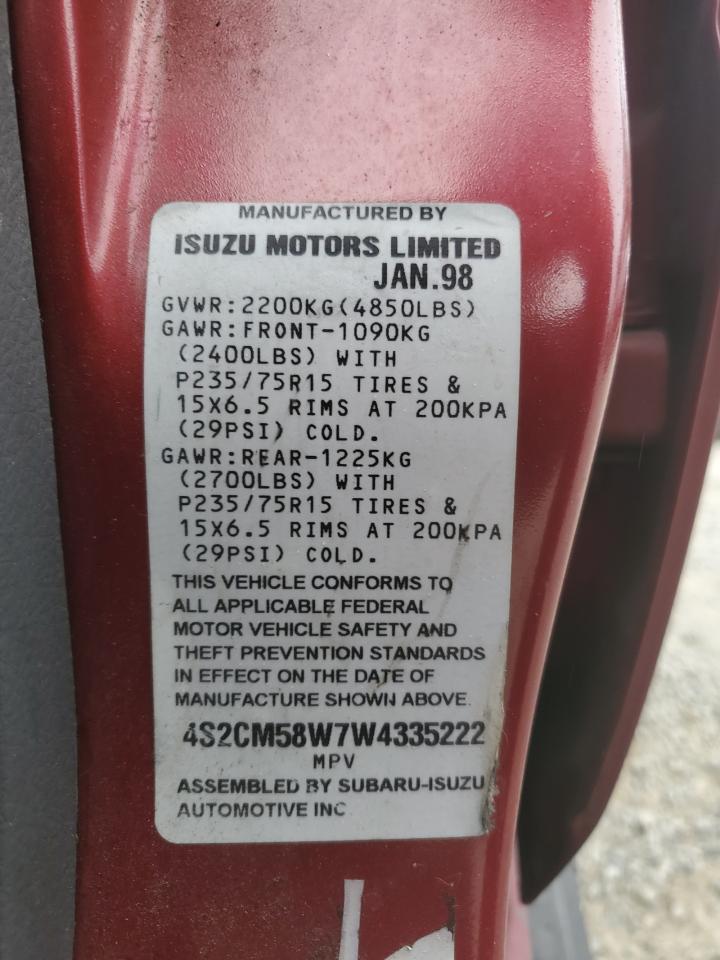 MANUFACTURED BY
ISUZU MOTORS LIMITED
JAN.98
GVWR:2200KG(4850LBS)
GAWR:FRONT-1090KG
(2400LBS) WITH
P235/75R15 TIRES &
15X6.5 RIMS AT 200KPA
(29PSI) COLD.
GAWR:REAR-1225KG
(2700LBS) WITH
P235/75R15 TIRES &
15X6.5 RIMS AT 200KPA
(29PSI) COLD.
THIS VEHICLE CONFORMS TO
ALL APPLICABLE FEDERAL
MOTOR VEHICLE SAFETY AND
THEFT PREVENTION STANDARDS
IN EFFECT ON THE DATE OF
MANUFACTURE SHOWN ABOVE.
4S2CM58W7W4335222
MPV
ASSEMBLED BY SUBARU-ISUZU
AUTOMOTIVE INC